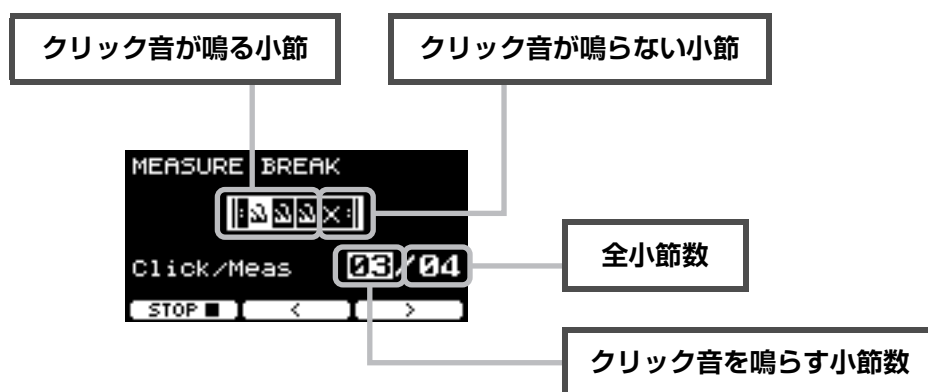 クリック音が鳴る小節
クリック音が鳴らない小節
MEASURE BREAK
Click/Meas 03/04
全小節数
STOP ■ < >
クリック音を鳴らす小節数